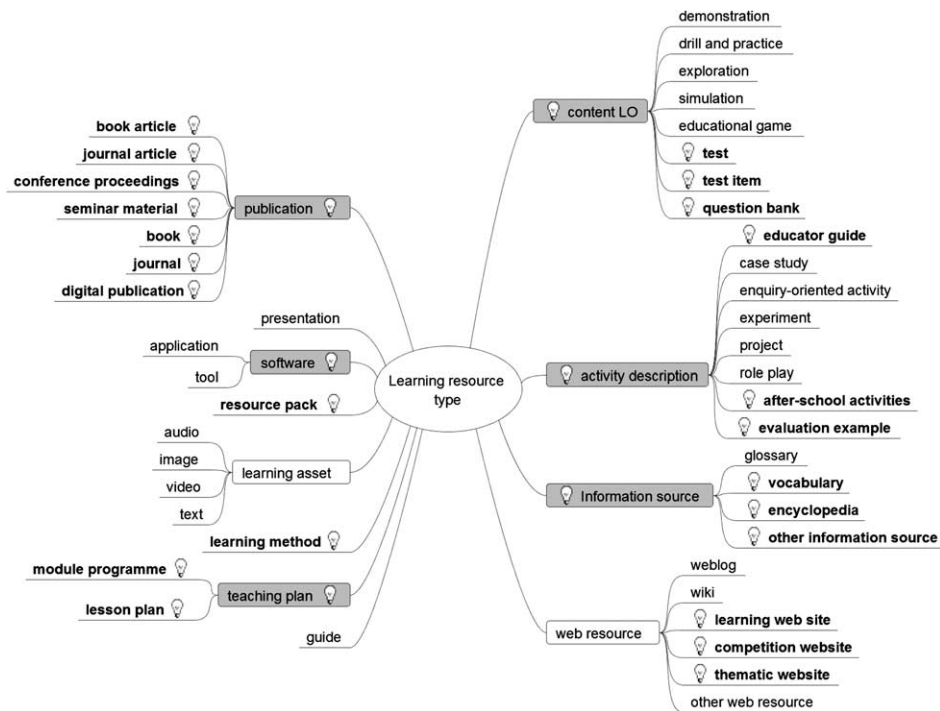 Learning resource
type
publication
book article
journal article
conference proceedings
seminar material
book
journal
digital publication
presentation
software
application
tool
resource pack
learning asset
audio
image
video
text
learning method
teaching plan
module programme
lesson plan
guide
content LO
demonstration
drill and practice
exploration
simulation
educational game
test
test item
question bank
activity description
educator guide
case study
enquiry-oriented activity
experiment
project
role play
after-school activities
evaluation example
Information source
glossary
vocabulary
encyclopedia
other information source
web resource
weblog
wiki
learning web site
competition website
thematic website
other web resource